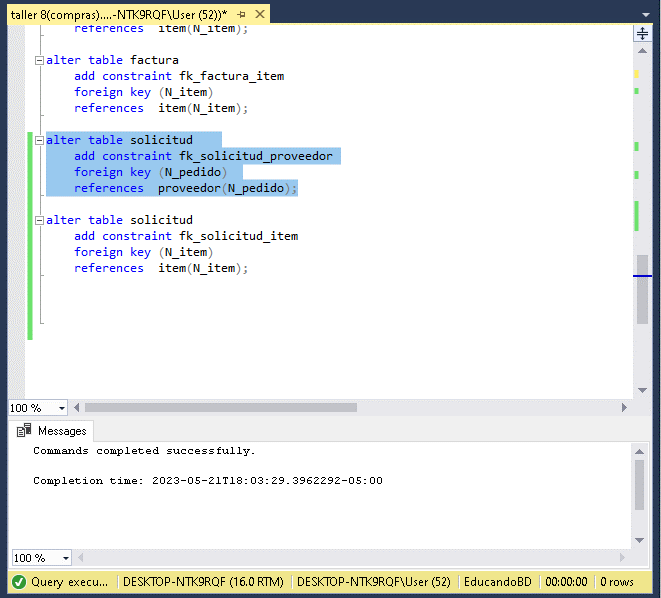 taller 8(compras)....-NTK9RQF\User (52))*
references item(N_item);
alter table factura
add constraint fk_factura_item
foreign key (N_item)
references item(N_item);
alter table solicitud
add constraint fk_solicitud_proveedor
foreign key (N_pedido)
references proveedor(N_pedido);
alter table solicitud
add constraint fk_solicitud_item
foreign key (N_item)
references item(N_item);
100 %
Messages
Commands completed successfully.
Completion time: 2023-05-21T18:03:29.3962292-05:00
100 %
Query execu... DESKTOP-NTK9RQF (16.0 RTM) DESKTOP-NTK9RQF\User (52) EducandoBD 00:00:00 0 rows